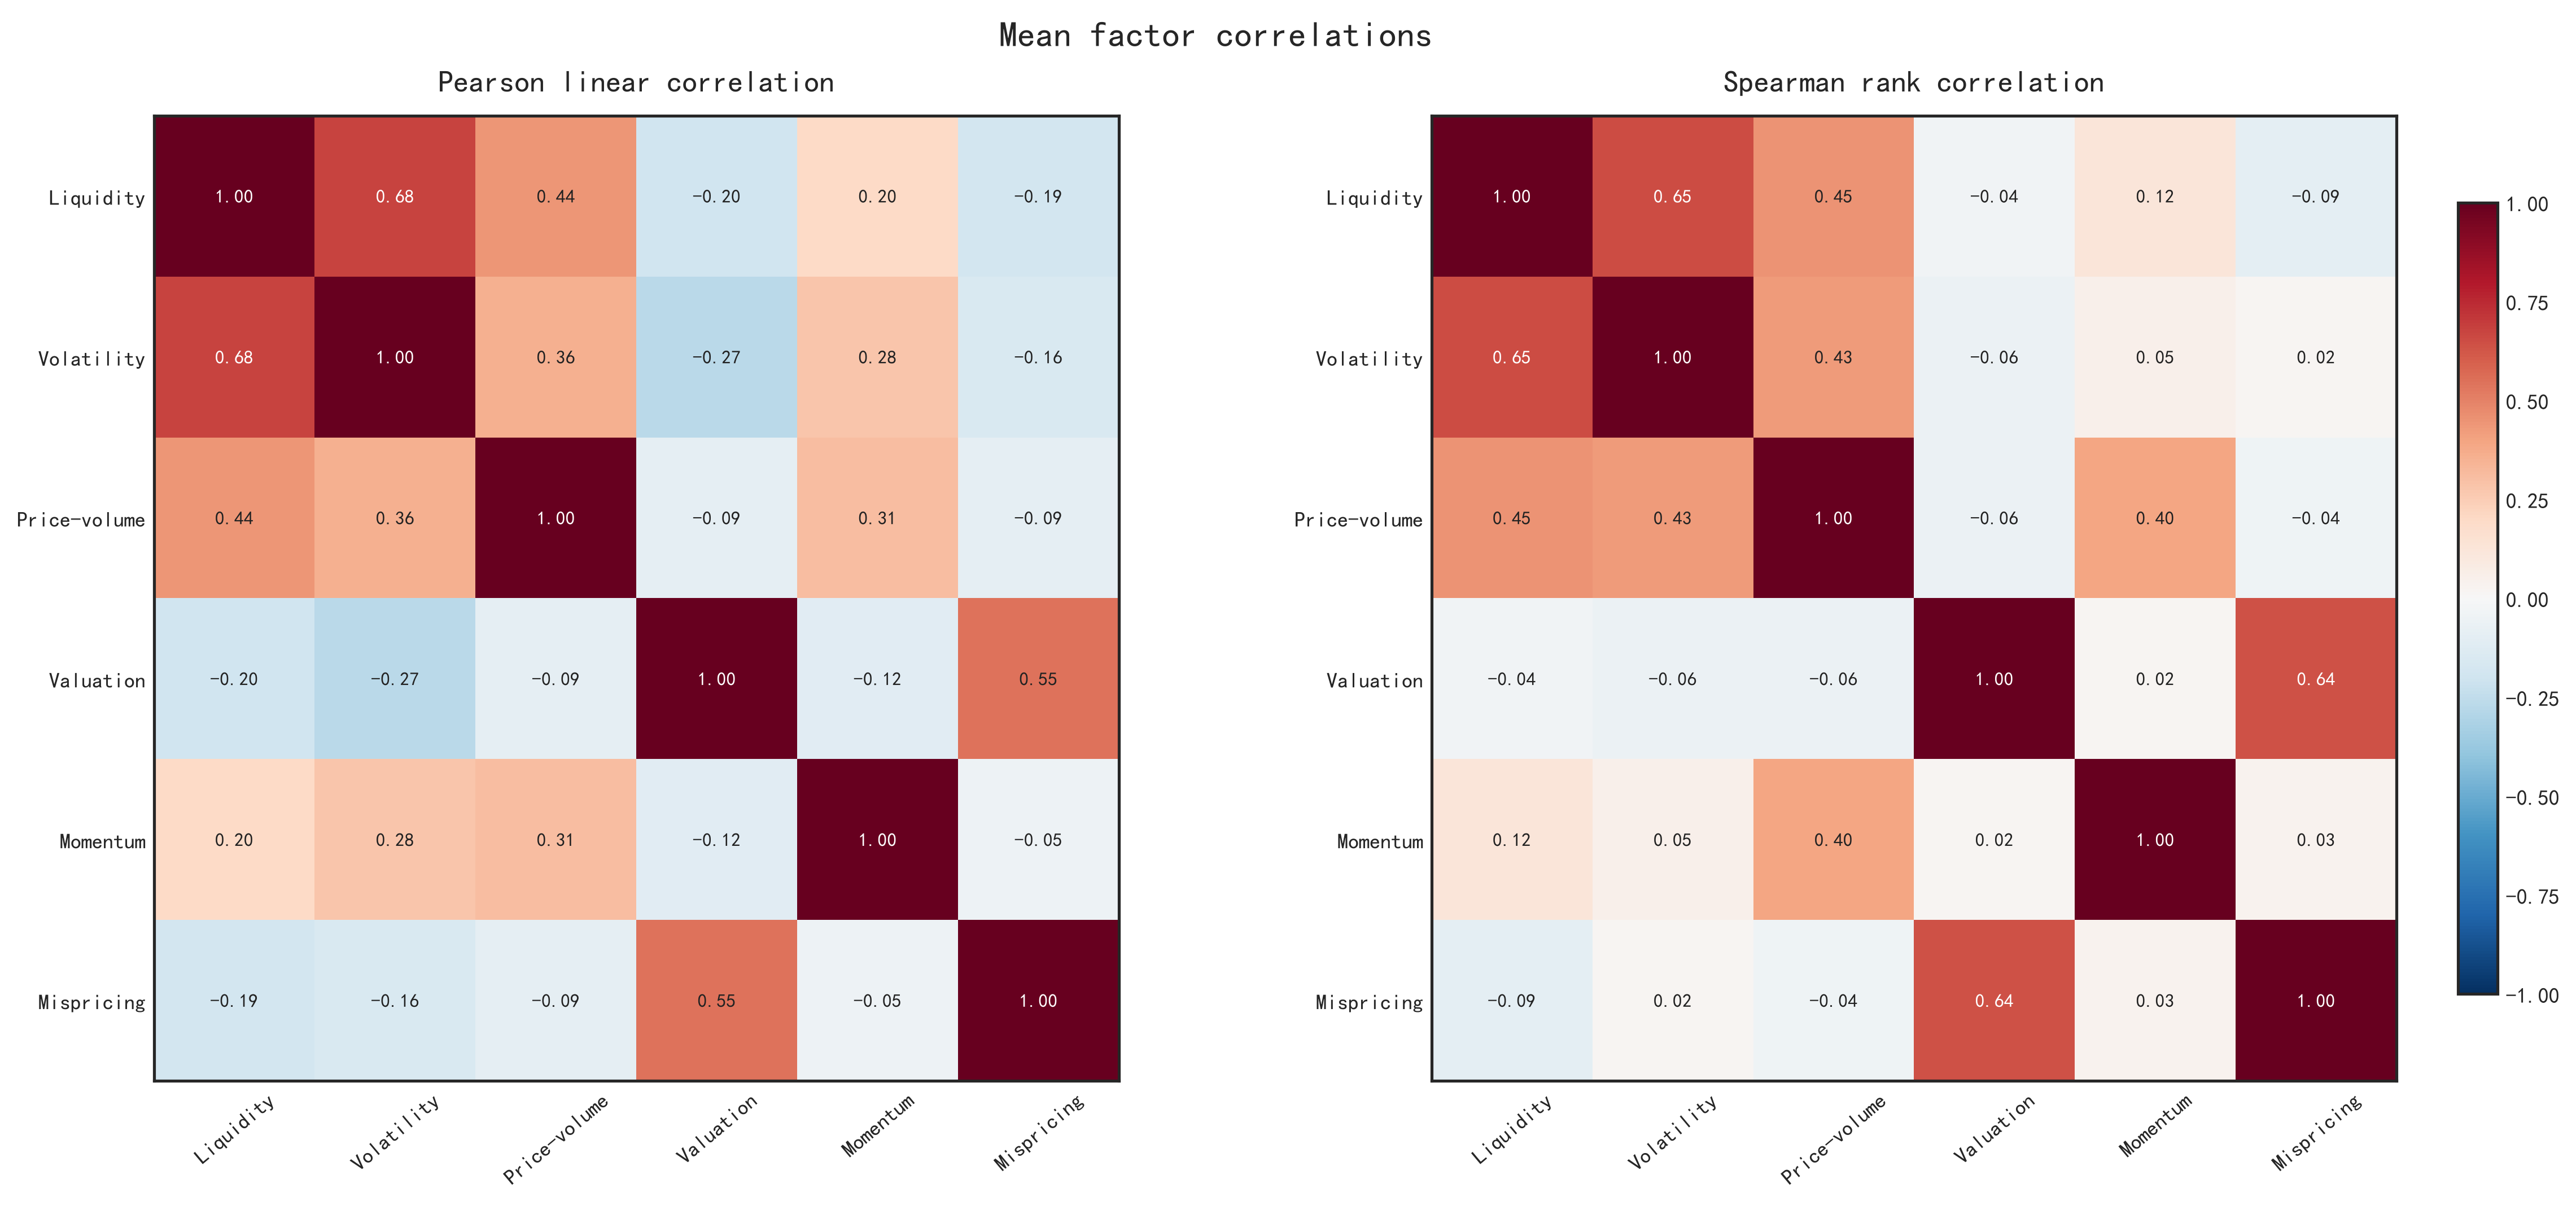 Mean factor correlations
Pearson linear correlation
Liquidity 1.00 0.68 0.44 −0.20 0.20 −0.19
Volatility 0.68 1.00 0.36 −0.27 0.28 −0.16
Price−volume 0.44 0.36 1.00 −0.09 0.31 −0.09
Valuation −0.20 −0.27 −0.09 1.00 −0.12 0.55
Momentum 0.20 0.28 0.31 −0.12 1.00 −0.05
Mispricing −0.19 −0.16 −0.09 0.55 −0.05 1.00
Liquidity Volatility Price−volume Valuation Momentum Mispricing
Spearman rank correlation
Liquidity 1.00 0.65 0.45 −0.04 0.12 −0.09
Volatility 0.65 1.00 0.43 −0.06 0.05 0.02
Price−volume 0.45 0.43 1.00 −0.06 0.40 −0.04
Valuation −0.04 −0.06 −0.06 1.00 0.02 0.64
Momentum 0.12 0.05 0.40 0.02 1.00 0.03
Mispricing −0.09 0.02 −0.04 0.64 0.03 1.00
Liquidity Volatility Price−volume Valuation Momentum Mispricing
1.00
0.75
0.50
0.25
0.00
−0.25
−0.50
−0.75
−1.00